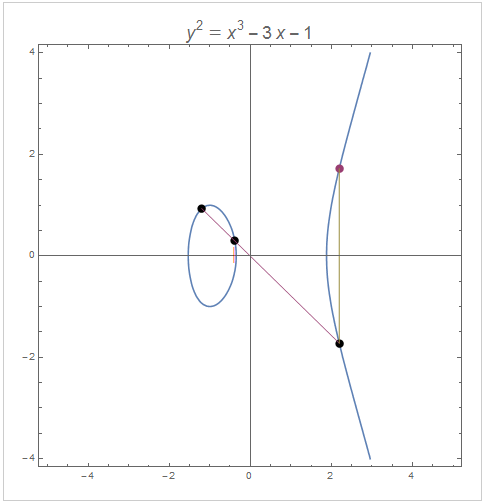 y² = x³ – 3 x – 1
4
2
0
–2
–4
–4 –2 0 2 4